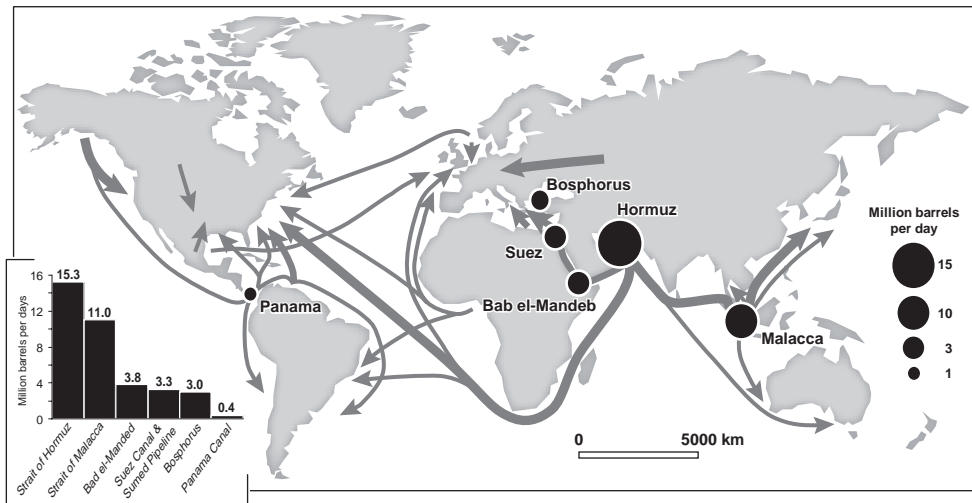 Bosphorus
Hormuz
Suez
Bab el-Mandeb
Panama
Malacca
Million barrels
per day
15
10
3
1
0 5000 km
Million barrels per days
16
12
8
4
0
15.3
11.0
3.8
3.3
3.0
0.4
Strait of Hormuz
Strait of Malacca
Bad el-Manded
Suez Canal &
Sumed Pipeline
Bosphorus
Panama Canal